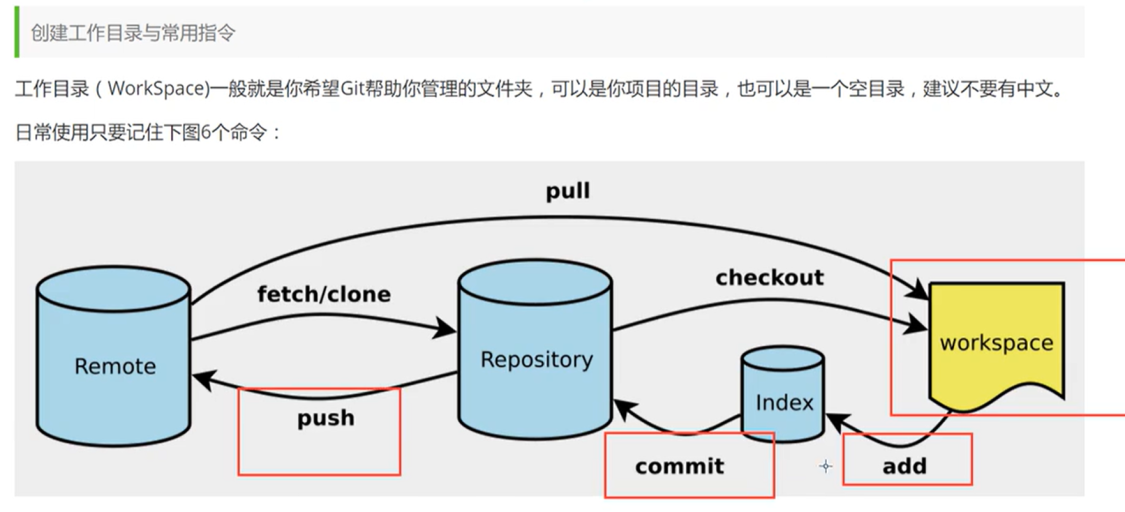 创建工作目录与常用指令
工作目录（WorkSpace)一般就是你希望Git帮助你管理的文件夹，可以是你项目的目录，也可以是一个空目录，建议不要有中文。
日常使用只要记住下图6个命令：
pull
fetch/clone
checkout
Remote
Repository
workspace
Index
push
commit
add